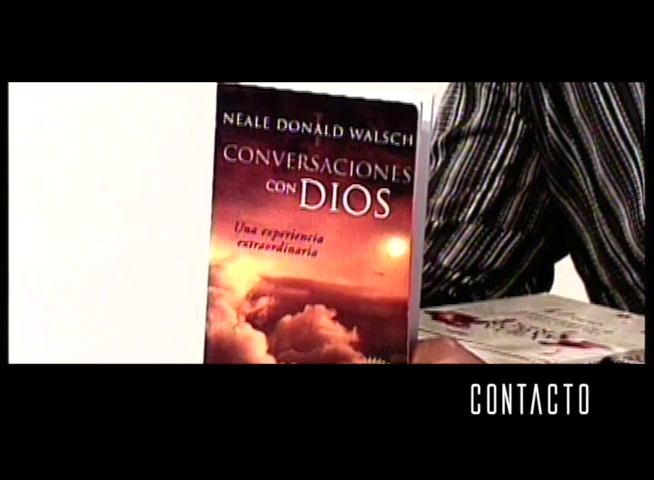 NEALE DONALD WALSCH
CONVERSACIONES
CON DIOS
Una experiencia
extraordinaria
CONTACTO